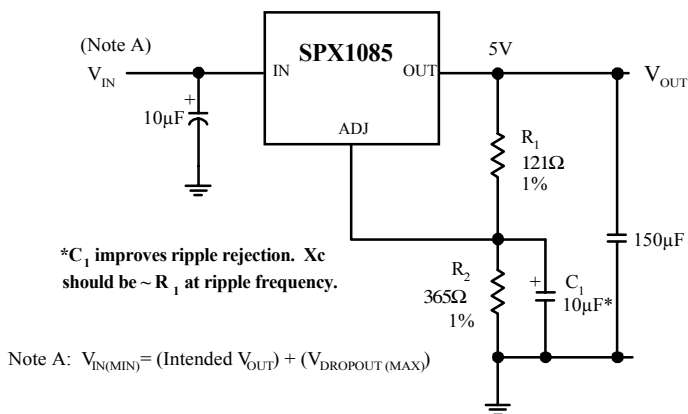 (Note A)
V_IN
10µF
+
SPX1085
IN
OUT
ADJ
5V
V_OUT
R_1
121Ω
1%
150µF
R_2
365Ω
1%
+
C_1
10µF*
*C_1 improves ripple rejection. Xc
should be ~ R_1 at ripple frequency.
Note A: V_IN(MIN)= (Intended V_OUT) + (V_DROPOUT (MAX))